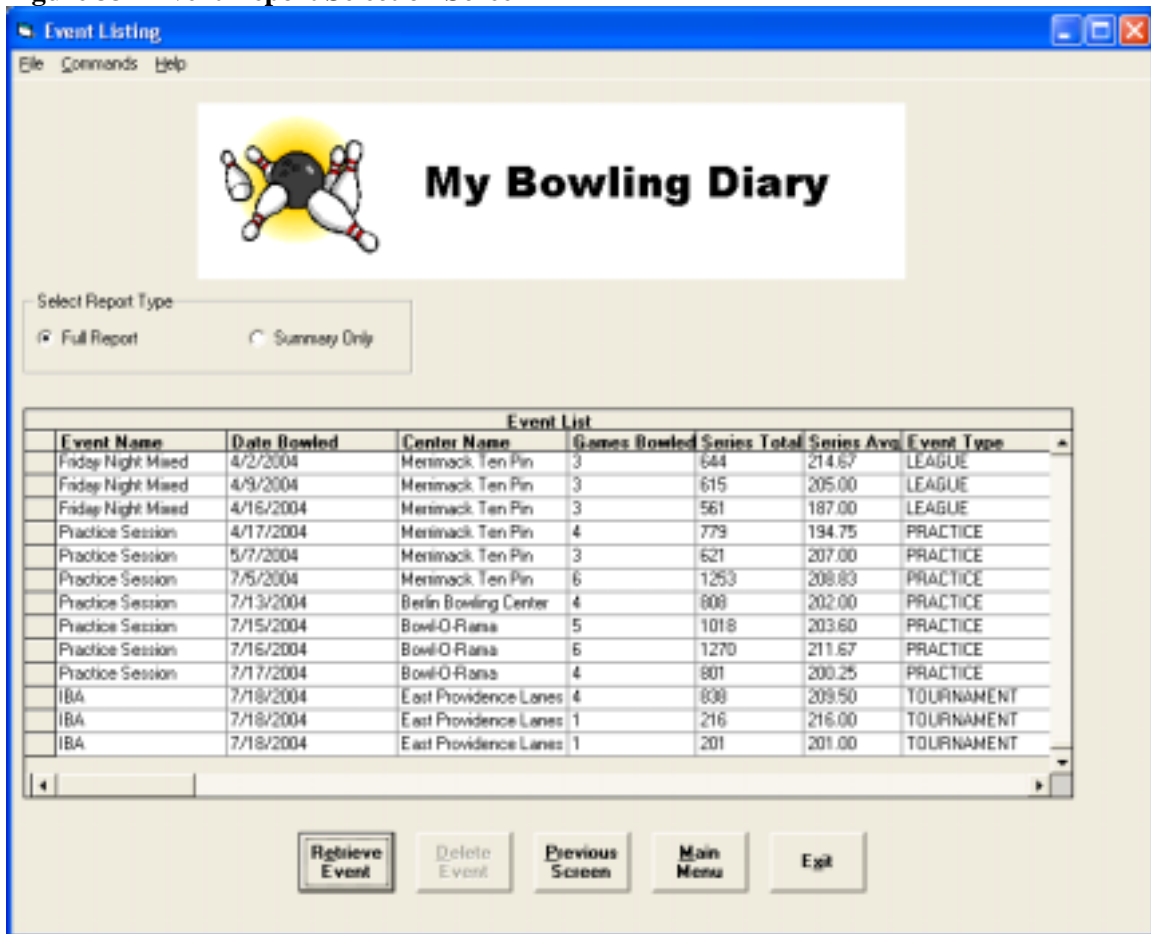 Event Listing
File Commands Help
My Bowling Diary
Select Report Type
Full Report Summary Only
Event List
Event Name Date Bowled Center Name Games Bowled Series Total Series Avg Event Type
Friday Night Mixed 4/2/2004 Merrimack Ten Pin 3 644 214.67 LEAGUE
Friday Night Mixed 4/9/2004 Merrimack Ten Pin 3 615 205.00 LEAGUE
Friday Night Mixed 4/16/2004 Merrimack Ten Pin 3 561 187.00 LEAGUE
Practice Session 4/17/2004 Merrimack Ten Pin 4 779 194.75 PRACTICE
Practice Session 5/7/2004 Merrimack Ten Pin 3 621 207.00 PRACTICE
Practice Session 7/5/2004 Merrimack Ten Pin 6 1253 208.83 PRACTICE
Practice Session 7/13/2004 Berlin Bowling Center 4 808 202.00 PRACTICE
Practice Session 7/15/2004 Bowl-O-Rama 5 1018 203.60 PRACTICE
Practice Session 7/16/2004 Bowl-O-Rama 6 1270 211.67 PRACTICE
Practice Session 7/17/2004 Bowl-O-Rama 4 801 200.25 PRACTICE
IBA 7/18/2004 East Providence Lanes 4 838 209.50 TOURNAMENT
IBA 7/18/2004 East Providence Lanes 1 216 216.00 TOURNAMENT
IBA 7/18/2004 East Providence Lanes 1 201 201.00 TOURNAMENT
Retrieve Event
Delete Event
Previous Screen
Main Menu
Exit